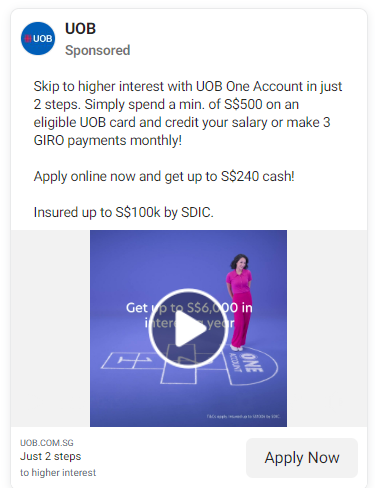 UOB
UOB
Sponsored
Skip to higher interest with UOB One Account in just
2 steps. Simply spend a min. of S$500 on an
eligible UOB card and credit your salary or make 3
GIRO payments monthly!
Apply online now and get up to S$240 cash!
Insured up to S$100k by SDIC.
Get up to S$6,000 in
interest a year
1
ONE
ACCOUNT
T&Cs apply. Insured up to S$100k by SDIC.
UOB.COM.SG
Just 2 steps
to higher interest
Apply Now